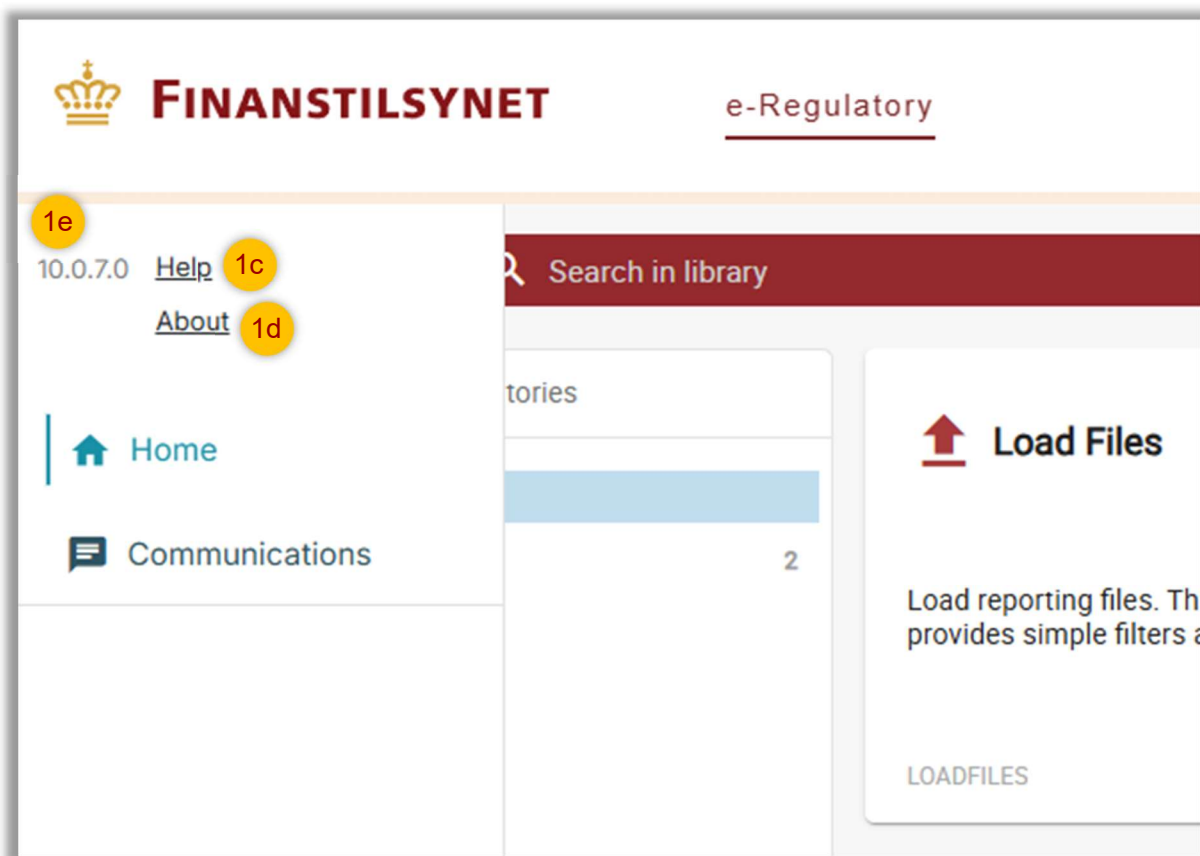 FINANSTILSYNET
e-Regulatory
1e
10.0.7.0 Help 1c
About 1d
Search in library
Home
Communications
tories
2
Load Files
Load reporting files. Th
provides simple filters a
LOADFILES